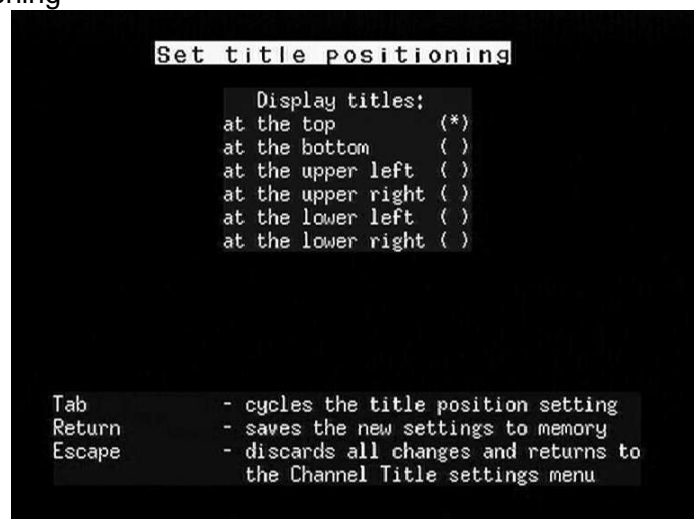 Set title positioning
Display titles:
at the top (*)
at the bottom ( )
at the upper left ( )
at the upper right ( )
at the lower left ( )
at the lower right ( )
Tab - cycles the title position setting
Return - saves the new settings to memory
Escape - discards all changes and returns to
the Channel Title settings menu